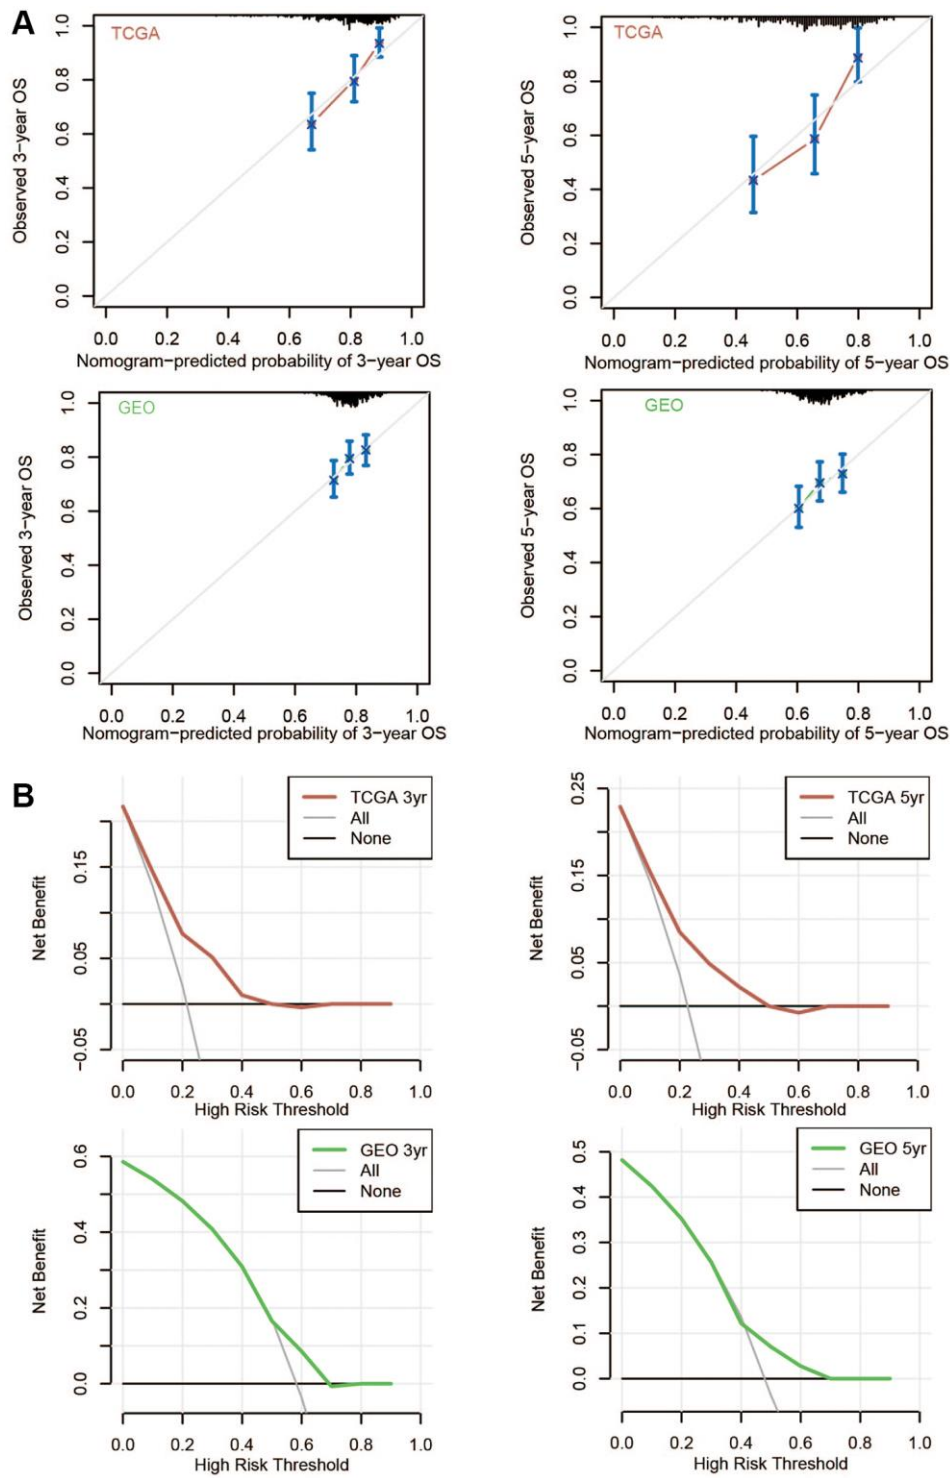 A
TCGA
Observed 3-year OS
0.0 0.2 0.4 0.6 0.8 1.0
0.0 0.2 0.4 0.6 0.8 1.0
Nomogram-predicted probability of 3-year OS
TCGA
Observed 5-year OS
0.0 0.2 0.4 0.6 0.8 1.0
0.0 0.2 0.4 0.6 0.8 1.0
Nomogram-predicted probability of 5-year OS
GEO
Observed 3-year OS
0.0 0.2 0.4 0.6 0.8 1.0
0.0 0.2 0.4 0.6 0.8 1.0
Nomogram-predicted probability of 3-year OS
GEO
Observed 5-year OS
0.0 0.2 0.4 0.6 0.8 1.0
0.0 0.2 0.4 0.6 0.8 1.0
Nomogram-predicted probability of 5-year OS
B
TCGA 3yr
All
None
Net Benefit
-0.05 0.05 0.15
0.0 0.2 0.4 0.6 0.8 1.0
High Risk Threshold
TCGA 5yr
All
None
Net Benefit
-0.05 0.05 0.15 0.25
0.0 0.2 0.4 0.6 0.8 1.0
High Risk Threshold
GEO 3yr
All
None
Net Benefit
0.0 0.2 0.4 0.6
0.0 0.2 0.4 0.6 0.8 1.0
High Risk Threshold
GEO 5yr
All
None
Net Benefit
0.0 0.1 0.2 0.3 0.4 0.5
0.0 0.2 0.4 0.6 0.8 1.0
High Risk Threshold